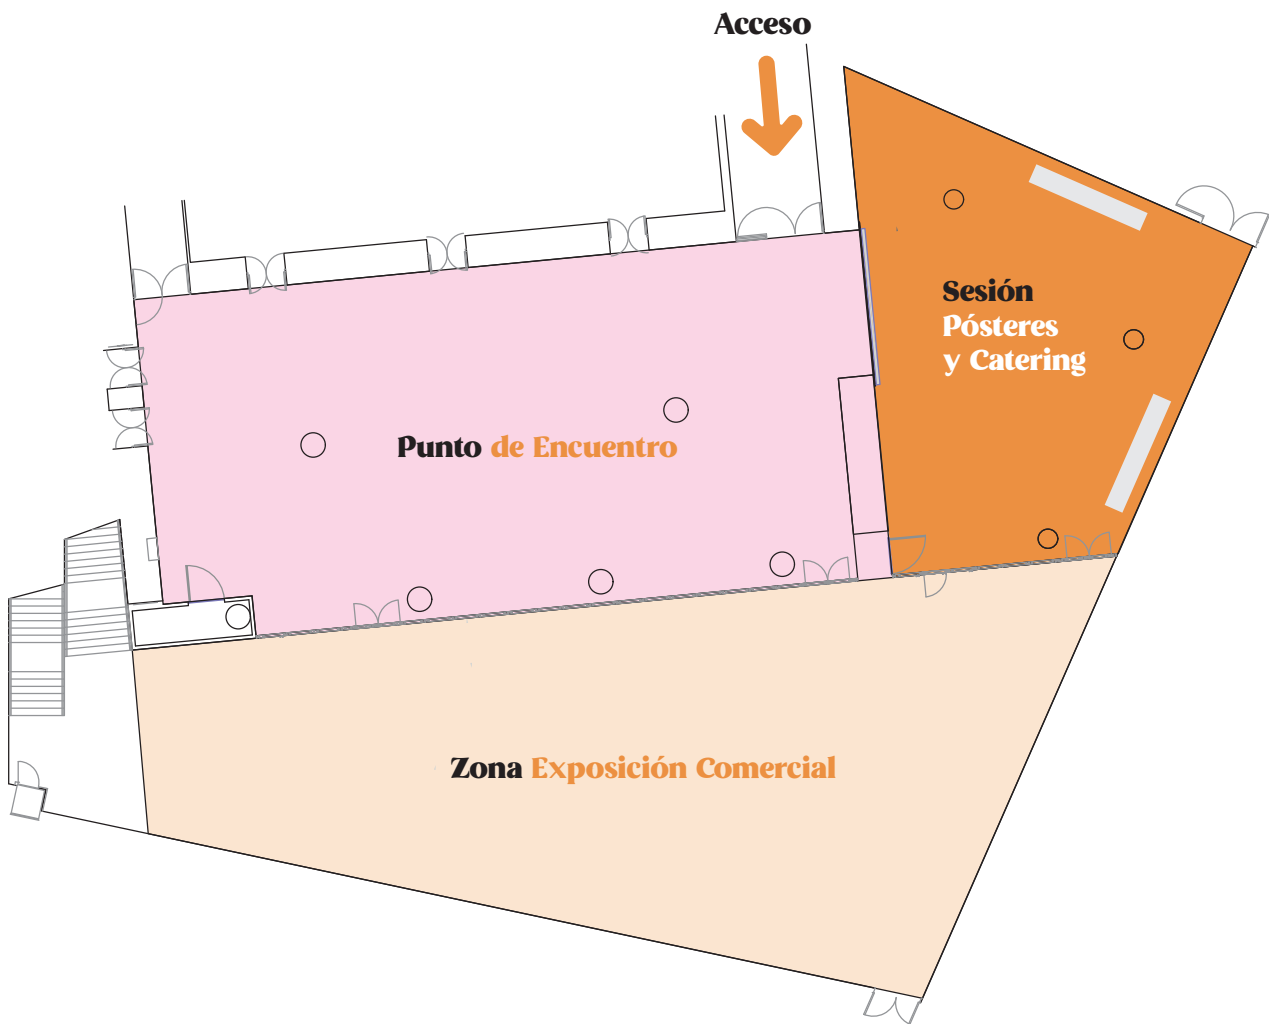 Acceso
Sesión
Pósteres
y Catering
Punto de Encuentro
Zona Exposición Comercial